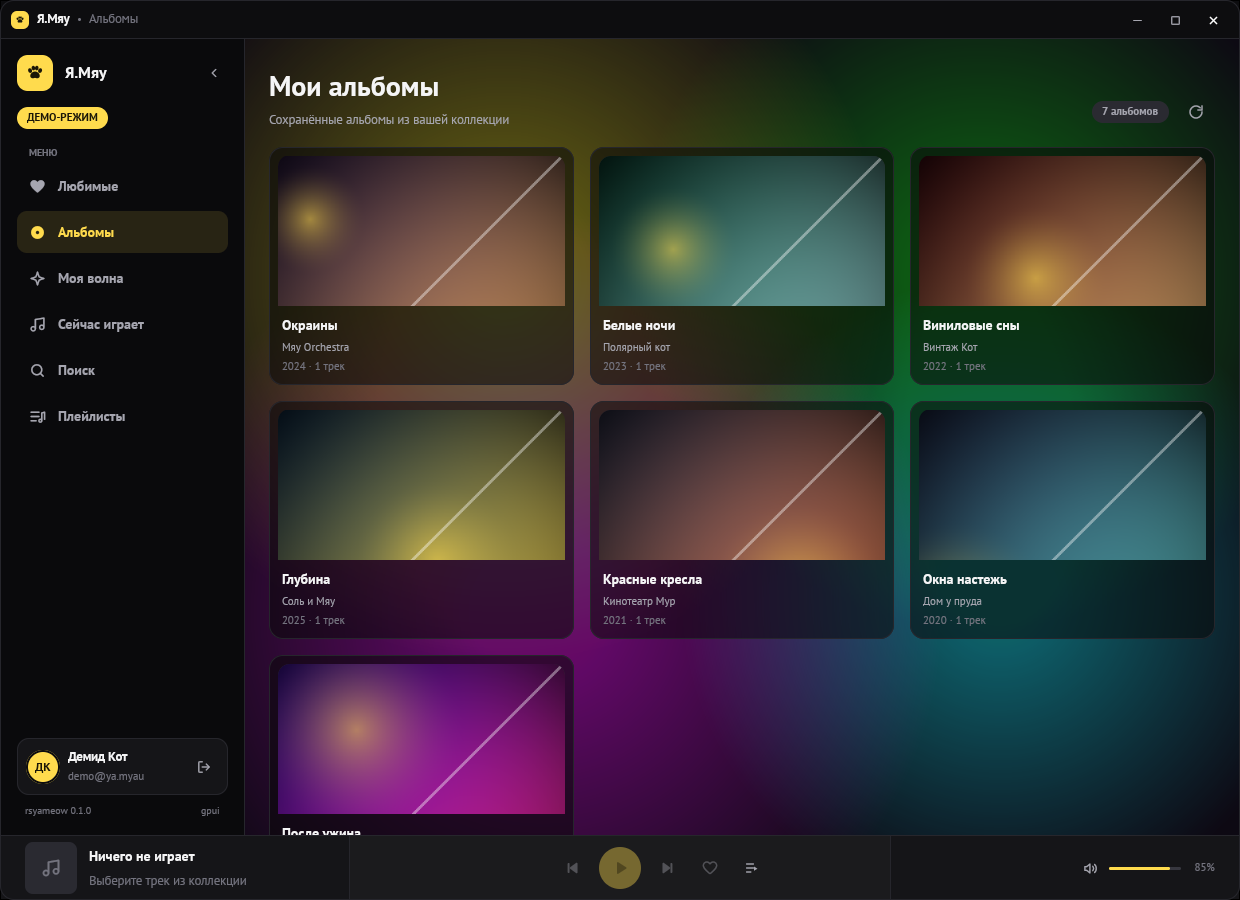 Я.Мяу • Альбомы
Я.Мяу
ДЕМО-РЕЖИМ
МЕНЮ
Любимые
Альбомы
Моя волна
Сейчас играет
Поиск
Плейлисты
ДК
Демид Кот
demo@ya.myau
rsyameow 0.1.0
gpui
Мои альбомы
Сохранённые альбомы из вашей коллекции
7 альбомов
Окраины
Мяу Orchestra
2024 · 1 трек
Белые ночи
Полярный кот
2023 · 1 трек
Виниловые сны
Винтаж Кот
2022 · 1 трек
Глубина
Соль и Мяу
2025 · 1 трек
Красные кресла
Кинотеатр Мур
2021 · 1 трек
Окна настежь
Дом у пруда
2020 · 1 трек
После ужина
Ничего не играет
Выберите трек из коллекции
85%